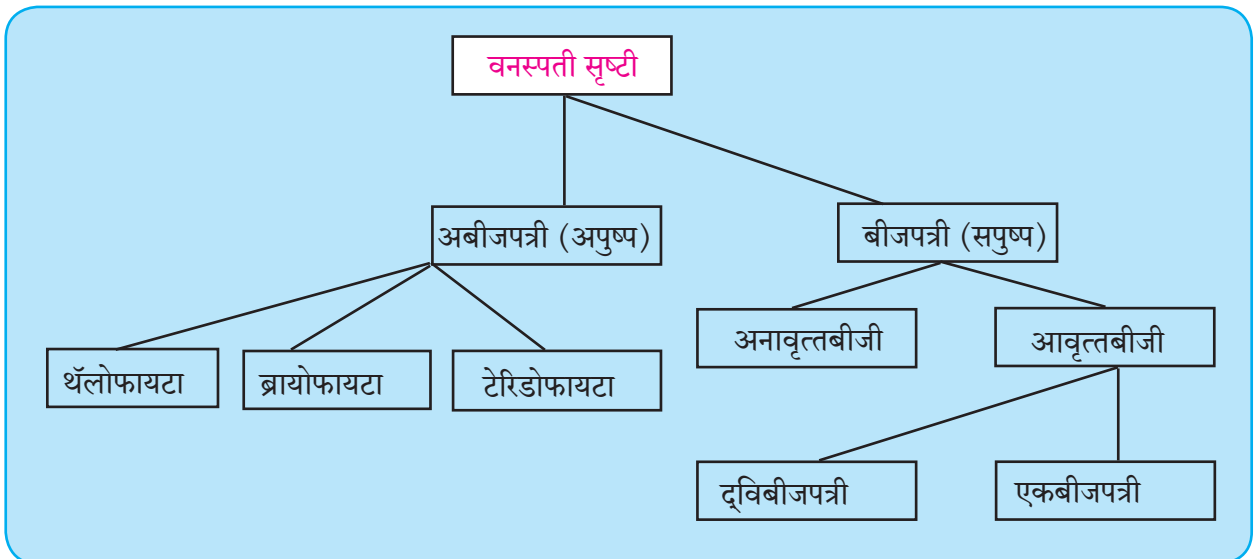 वनस्पती सृष्टी
अबीजपत्री (अपुष्प)
बीजपत्री (सपुष्प)
अनावृत्तबीजी
आवृत्तबीजी
थॅलोफायटा
ब्रायोफायटा
टेरिडोफायटा
द्‌विबीजपत्री
एकबीजपत्री